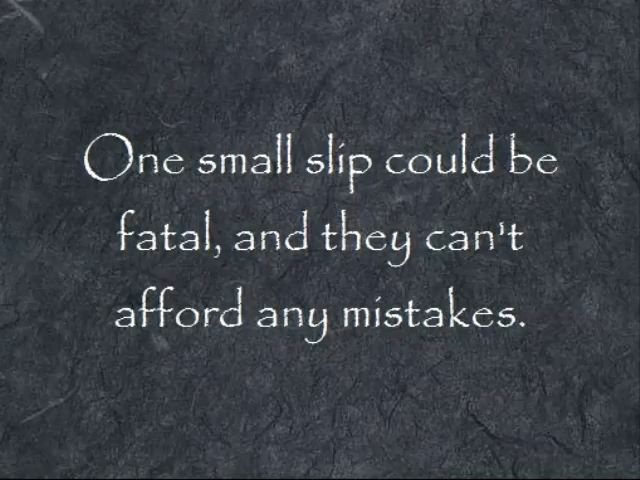 One small slip could be
fatal, and they can't
afford any mistakes.